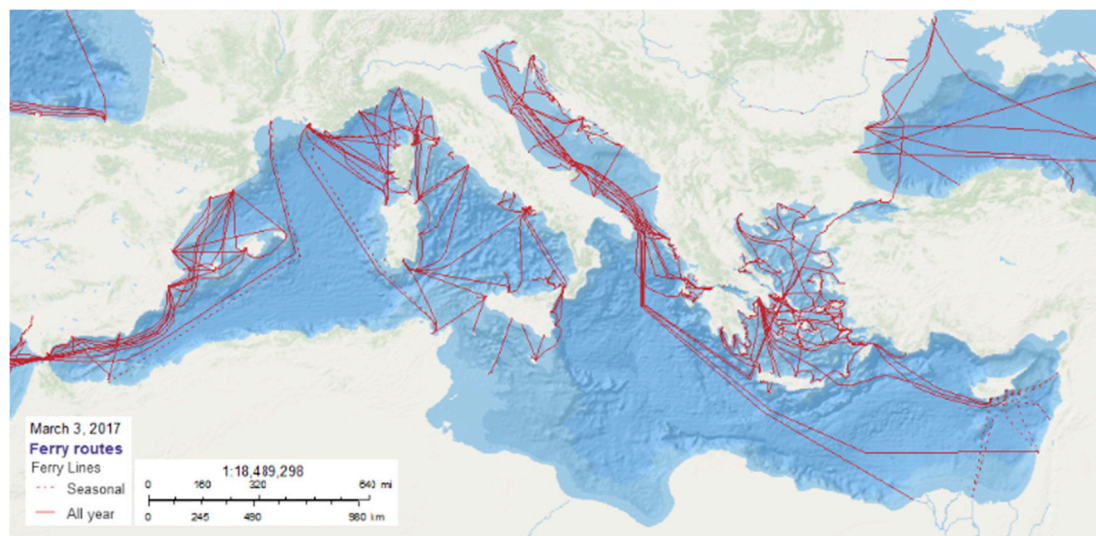 March 3, 2017
Ferry routes
Ferry Lines
Seasonal
All year
1:18,489,298
0 160 320 640 mi
0 245 490 980 km